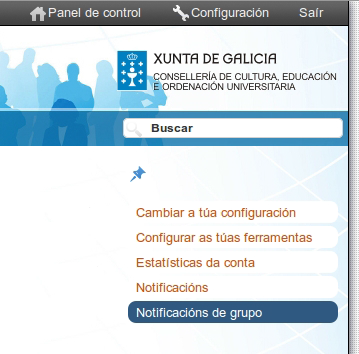 Panel de control Configuración Saír
XUNTA DE GALICIA
CONSELLERÍA DE CULTURA, EDUCACIÓN
E ORDENACIÓN UNIVERSITARIA
Buscar
Cambiar a túa configuración
Configurar as túas ferramentas
Estatísticas da conta
Notificacións
Notificacións de grupo